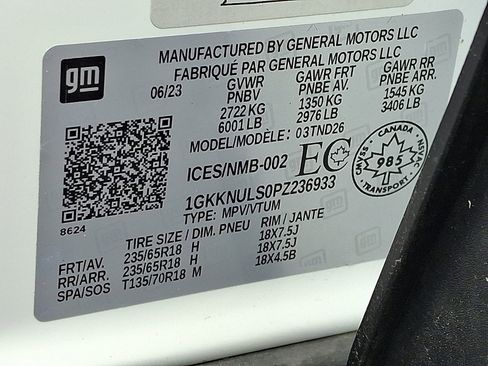 MANUFACTURED BY GENERAL MOTORS LLC
FABRIQUÉ PAR GENERAL MOTORS LLC
gm
06/23 GVWR GAWR FRT GAWR RR
PNBV PNBE AV. PNBE ARR.
2722 KG 1350 KG 1545 KG
6001 LB 2976 LB 3406 LB
MODEL/MODÈLE: 03TND26
ICES/NMB-002 EC
CANADA
985
TRANSPORT
CMVSS
NSVAC
1GKKNULS0PZ236933
TYPE: MPV/VTUM
8624
TIRE SIZE / DIM. PNEU RIM / JANTE
FRT/AV. 235/65R18 H 18X7.5J
RR/ARR. 235/65R18 H 18X7.5J
SPA/SOS T135/70R18 M 18X4.5B